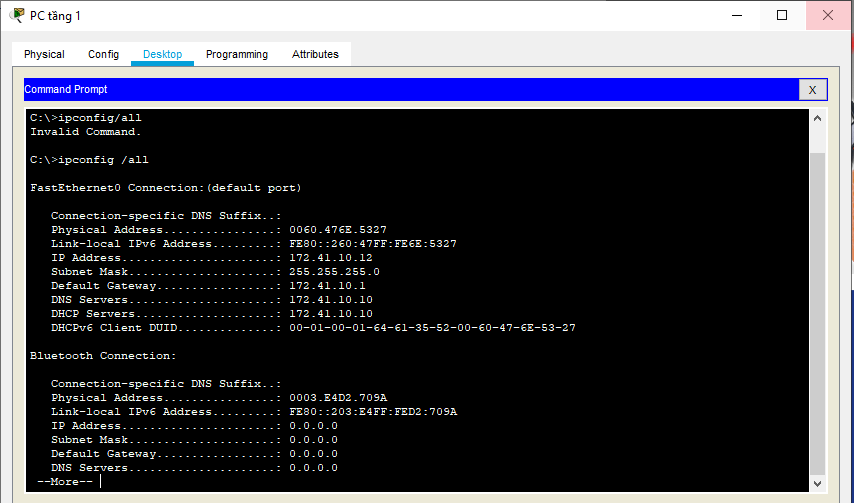 PC tầng 1
Physical Config Desktop Programming Attributes
Command Prompt X
C:\>ipconfig/all
Invalid Command.
C:\>ipconfig /all
FastEthernet0 Connection:(default port)
Connection-specific DNS Suffix..:
Physical Address................: 0060.476E.5327
Link-local IPv6 Address.........: FE80::260:47FF:FE6E:5327
IP Address......................: 172.41.10.12
Subnet Mask.....................: 255.255.255.0
Default Gateway.................: 172.41.10.1
DNS Servers.....................: 172.41.10.10
DHCP Servers....................: 172.41.10.10
DHCPv6 Client DUID..............: 00-01-00-01-64-61-35-52-00-60-47-6E-53-27
Bluetooth Connection:
Connection-specific DNS Suffix..:
Physical Address................: 0003.E4D2.709A
Link-local IPv6 Address.........: FE80::203:E4FF:FED2:709A
IP Address......................: 0.0.0.0
Subnet Mask.....................: 0.0.0.0
Default Gateway.................: 0.0.0.0
DNS Servers.....................: 0.0.0.0
--More--